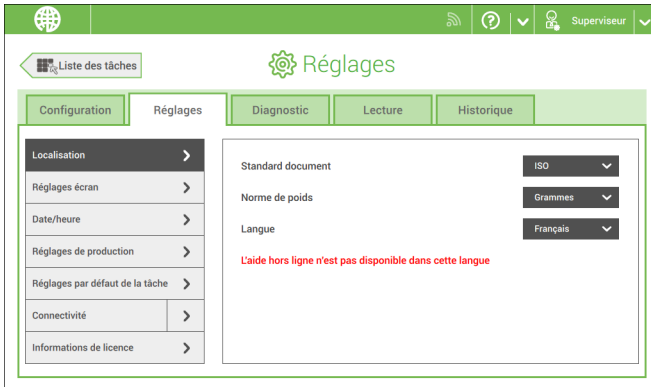 Superviseur
Liste des tâches
Réglages
Configuration
Réglages
Diagnostic
Lecture
Historique
Localisation
Réglages écran
Date/heure
Réglages de production
Réglages par défaut de la tâche
Connectivité
Informations de licence
Standard document
ISO
Norme de poids
Grammes
Langue
Français
L'aide hors ligne n'est pas disponible dans cette langue